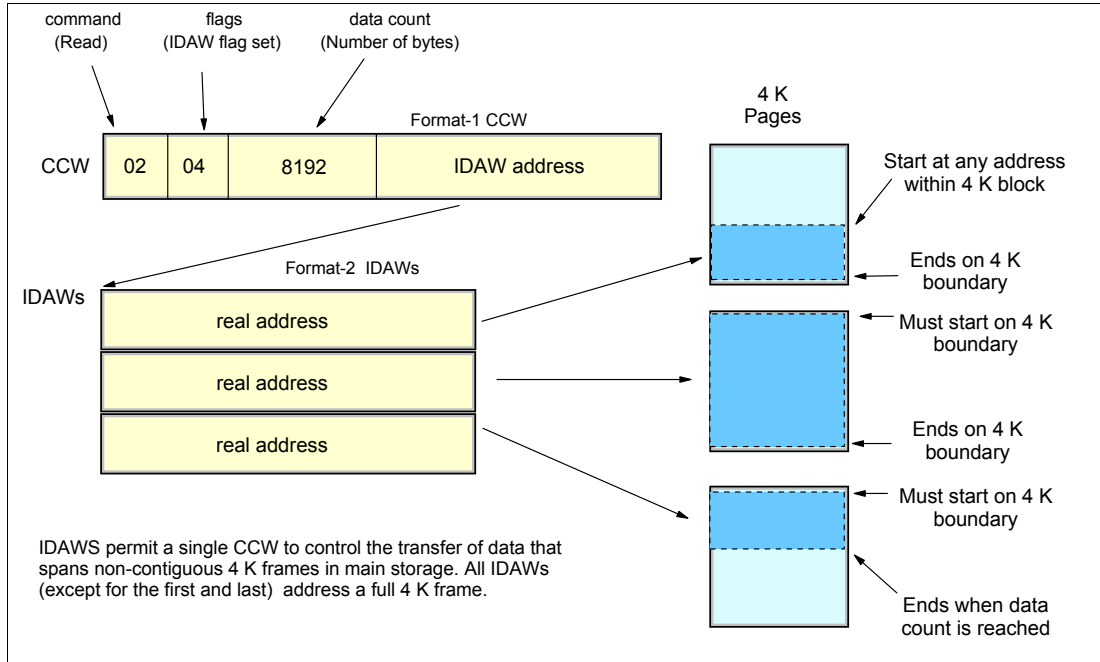 command
(Read)
flags
(IDAW flag set)
data count
(Number of bytes)
Format-1 CCW
CCW
02
04
8192
IDAW address
4 K
Pages
Start at any address
within 4 K block
Ends on 4 K
boundary
Format-2 IDAWs
IDAWs
real address
real address
real address
Must start on 4 K
boundary
Ends on 4 K
boundary
Must start on 4 K
boundary
Ends when data
count is reached
IDAWS permit a single CCW to control the transfer of data that
spans non-contiguous 4 K frames in main storage. All IDAWs
(except for the first and last) address a full 4 K frame.